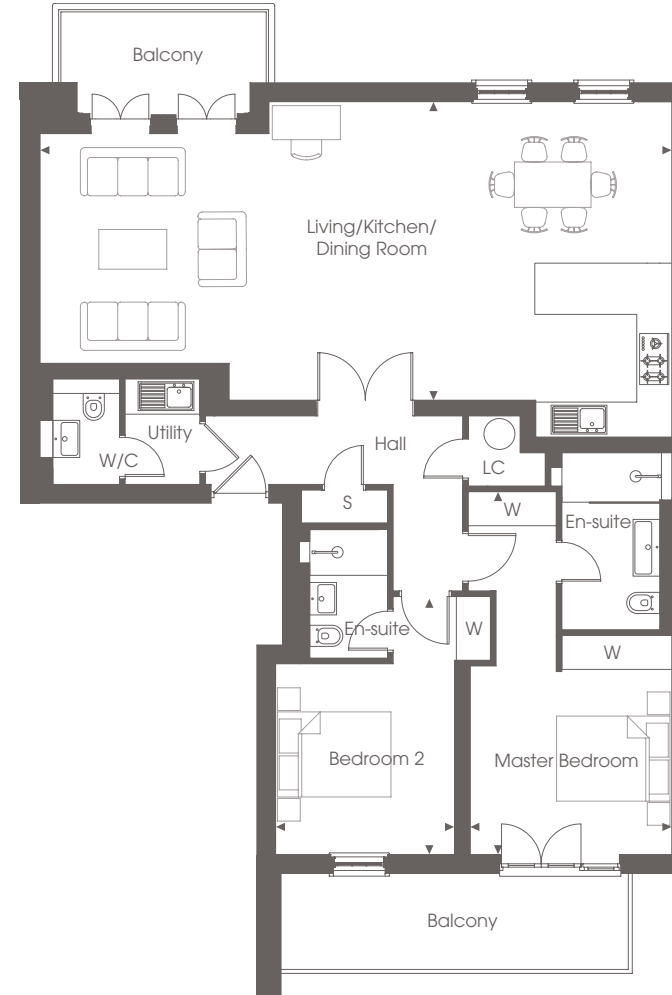 Balcony
Living/Kitchen/
Dining Room
Utility
W/C
Hall
LC
S
W
En-suite
En-suite
W
W
Bedroom 2
Master Bedroom
Balcony